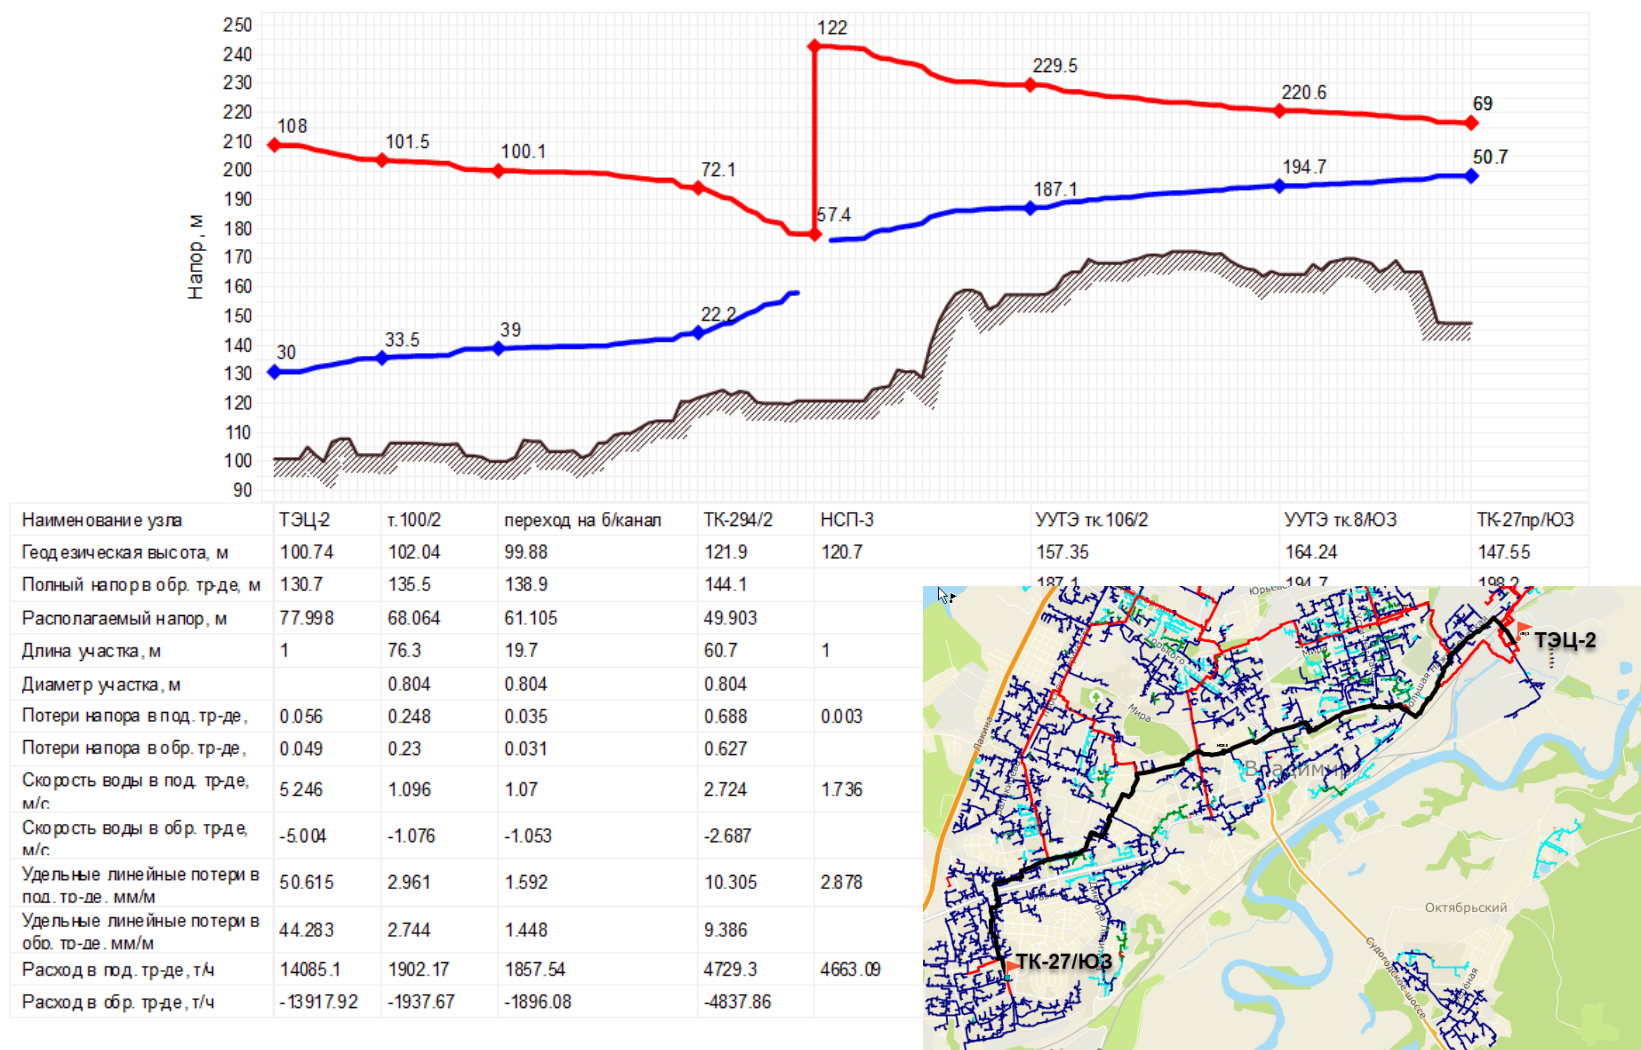 250
240
230
220
210
200
190
180
170
160
150
140
130
120
110
100
90
Напор, м
108
101.5
100.1
72.1
57.4
122
229.5
220.6
69
30
33.5
39
22.2
187.1
194.7
50.7
Наименование узла ТЭЦ-2 т.100/2 переход на б/канал ТК-294/2 НСП-3 УУТЭ тк.106/2 УУТЭ тк.8/ЮЗ ТК-27пр/ЮЗ
Геодезическая высота, м 100.74 102.04 99.88 121.9 120.7 157.35 164.24 147.55
Полный напор в обр. тр-де, м 130.7 135.5 138.9 144.1 187.1 194.7 198.2
Располагаемый напор, м 77.998 68.064 61.105 49.903
Длина участка, м 1 76.3 19.7 60.7 1
Диаметр участка, м 0.804 0.804 0.804
Потери напора в под. тр-де, 0.056 0.248 0.035 0.688 0.003
Потери напора в обр. тр-де, 0.049 0.23 0.031 0.627
Скорость воды в под. тр-де,
м/с 5.246 1.096 1.07 2.724 1.736
Скорость воды в обр. тр-де,
м/с -5.004 -1.076 -1.053 -2.687
Удельные линейные потери в
под. тр-де, мм/м 50.615 2.961 1.592 10.305 2.878
Удельные линейные потери в
обр. тр-де, мм/м 44.283 2.744 1.448 9.386
Расход в под. тр-де, т/ч 14085.1 1902.17 1857.54 4729.3 4663.09
Расход в обр. тр-де, т/ч -13917.92 -1937.67 -1896.08 -4837.86
ТЭЦ-2
Мира
Мира
Лакина
Владимир
Октябрьский
Судогодское шоссе
ТК-27/ЮЗ